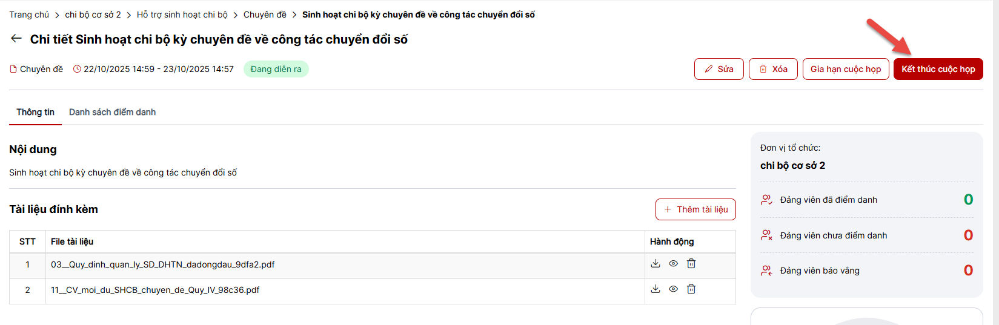 Trang chủ > chi bộ cơ sở 2 > Hỗ trợ sinh hoạt chi bộ > Chuyên đề > Sinh hoạt chi bộ kỳ chuyên đề về công tác chuyển đổi số
Chi tiết Sinh hoạt chi bộ kỳ chuyên đề về công tác chuyển đổi số
Chuyên đề 22/10/2025 14:59 - 23/10/2025 14:57 Đang diễn ra Sửa Xóa Gia hạn cuộc họp Kết thúc cuộc họp
Thông tin Danh sách điểm danh
Nội dung
Sinh hoạt chi bộ kỳ chuyên đề về công tác chuyển đổi số
Tài liệu đính kèm + Thêm tài liệu
STT File tài liệu Hành động
1 03__Quy_dinh_quan_ly_SD_DHTN_dadongdau_9dfa2.pdf
2 11__CV_moi_du_SHCB_chuyen_de_Quy_IV_98c36.pdf
Đơn vị tổ chức:
chi bộ cơ sở 2
Đảng viên đã điểm danh 0
Đảng viên chưa điểm danh 0
Đảng viên báo vắng 0